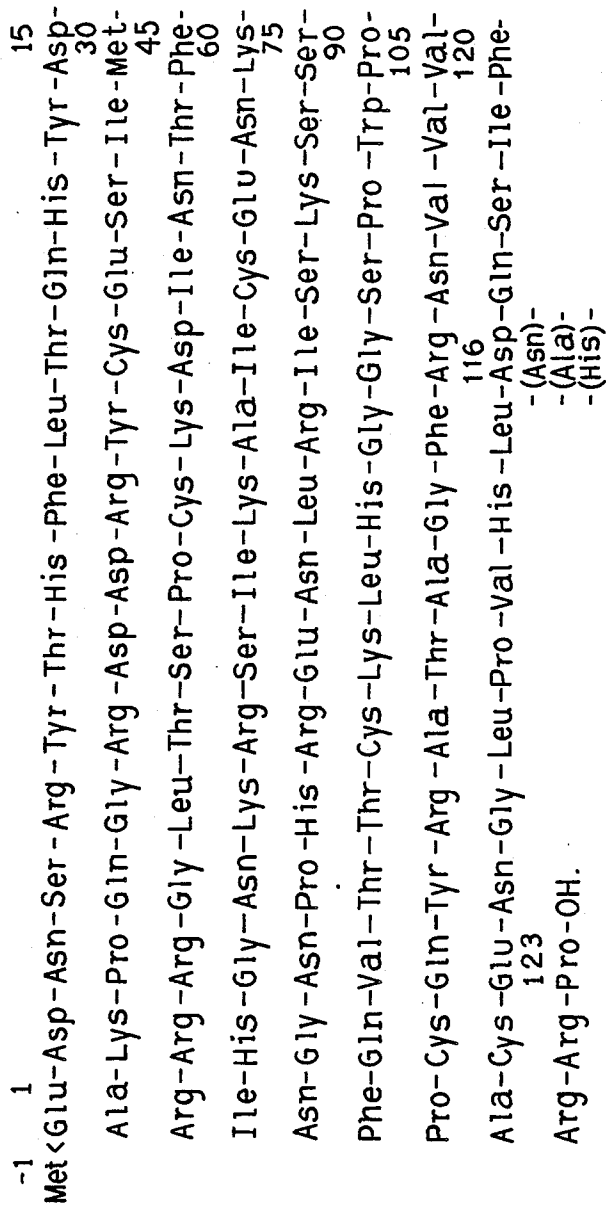 -1 1 15
Met<Glu-Asp-Asn-Ser-Arg-Tyr-Thr-His-Phe-Leu-Thr-Gln-His-Tyr-Asp-
30
Ala-Lys-Pro-Gln-Gly-Arg-Asp-Asp-Arg-Tyr-Cys-Glu-Ser-Ile-Met-
45
Arg-Arg-Arg-Gly-Leu-Thr-Ser-Pro-Cys-Lys-Asp-Ile-Asn-Thr-Phe-
60
Ile-His-Gly-Asn-Lys-Arg-Ser-Ile-Lys-Ala-Ile-Cys-Glu-Asn-Lys-
75
Asn-Gly-Asn-Pro-His-Arg-Glu-Asn-Leu-Arg-Ile-Ser-Lys-Ser-Ser-
90
Phe-Gln-Val-Thr-Thr-Cys-Lys-Leu-His-Gly-Gly-Ser-Pro-Trp-Pro-
105
Pro-Cys-Gln-Tyr-Arg-Ala-Thr-Ala-Gly-Phe-Arg-Asn-Val-Val-Val-
116 120
Ala-Cys-Glu-Asn-Gly-Leu-Pro-Val-His-Leu-Asp-Gln-Ser-Ile-Phe-
-(Asn)-
123 -(Ala)-
Arg-Arg-Pro-OH. -(His)-